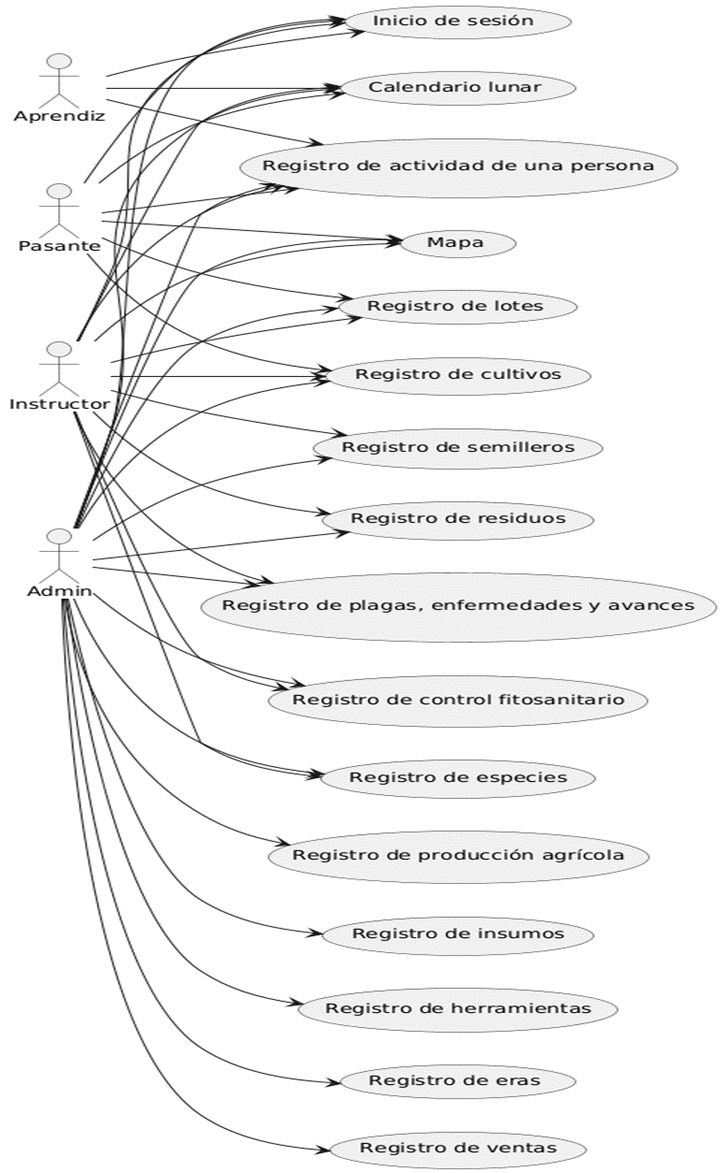 Inicio de sesión
Aprendiz
Calendario lunar
Registro de actividad de una persona
Pasante
Mapa
Registro de lotes
Instructor
Registro de cultivos
Registro de semilleros
Registro de residuos
Admin
Registro de plagas, enfermedades y avances
Registro de control fitosanitario
Registro de especies
Registro de producción agrícola
Registro de insumos
Registro de herramientas
Registro de eras
Registro de ventas